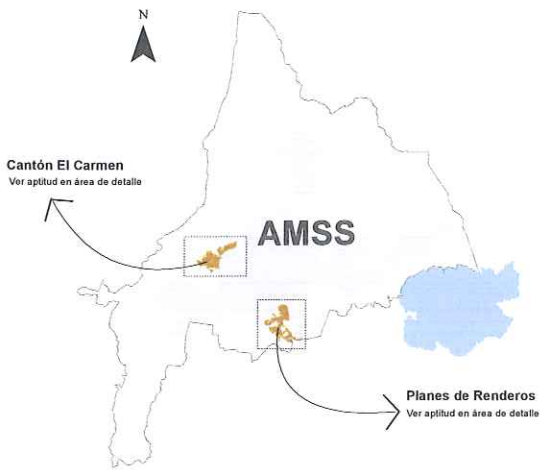 N
Cantón El Carmen
Ver aptitud en área de detalle
AMSS
Planes de Renderos
Ver aptitud en área de detalle